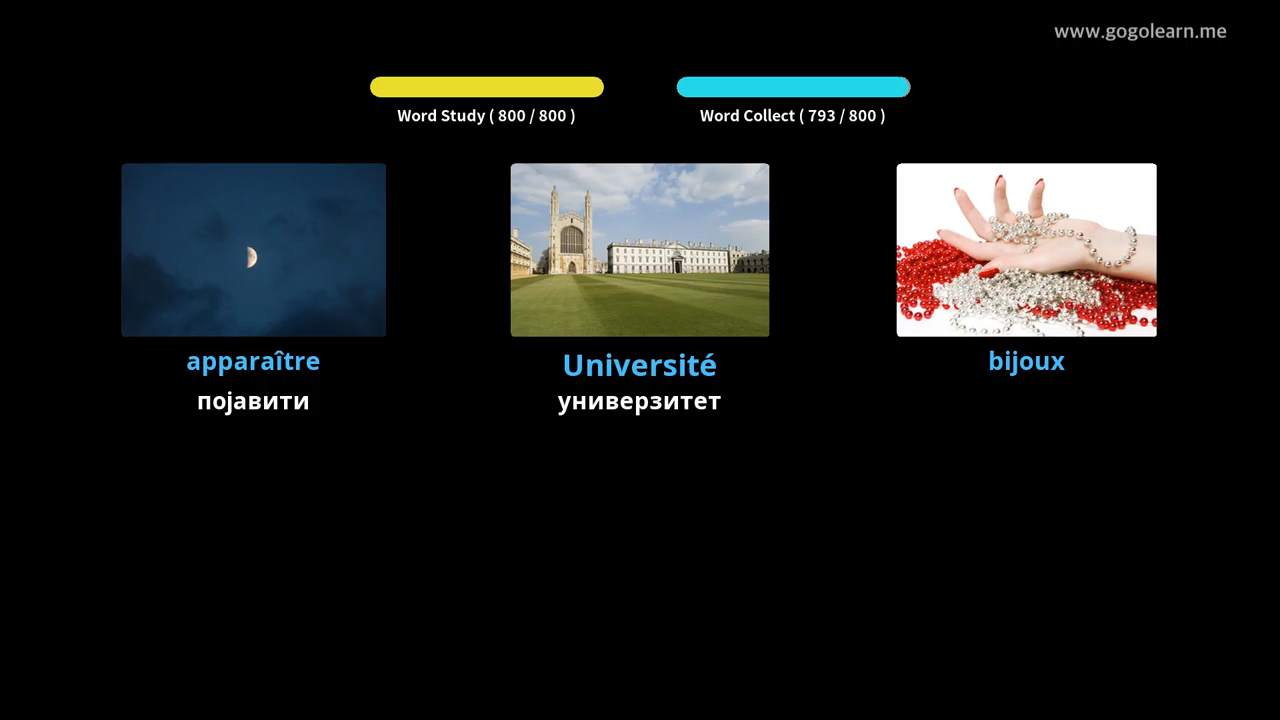 www.gogolearn.me
Word Study ( 800 / 800 )
Word Collect ( 793 / 800 )
apparaître
Université
bijoux
појавити
универзитет